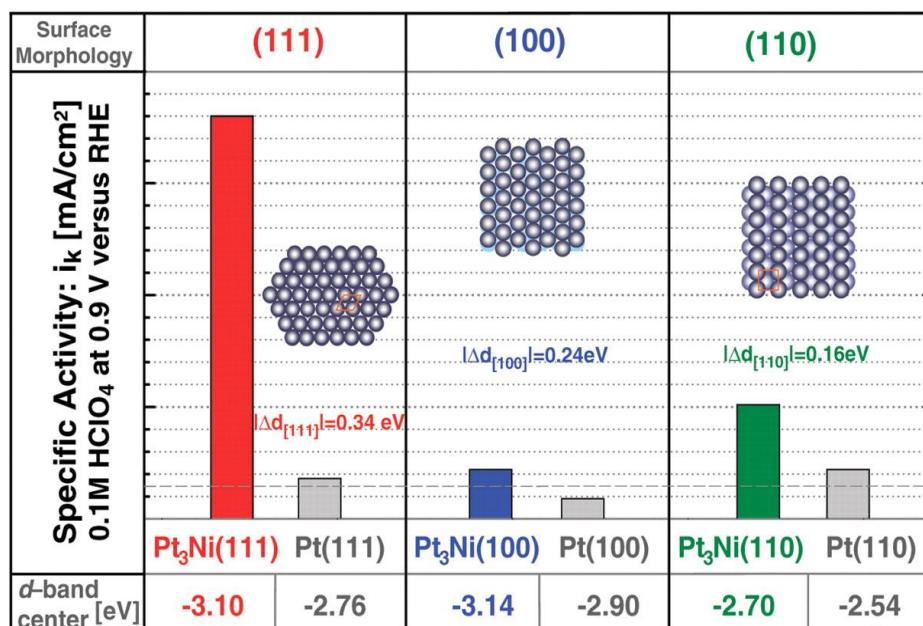 Surface
Morphology
(111)
(100)
(110)
Specific Activity: iₖ [mA/cm²]
0.1M HClO₄ at 0.9 V versus RHE
|Δd[111]|=0.34 eV
|Δd[100]|=0.24eV
|Δd[110]|=0.16eV
Pt₃Ni(111) Pt(111) Pt₃Ni(100) Pt(100) Pt₃Ni(110) Pt(110)
d–band
center [eV]
-3.10 -2.76 -3.14 -2.90 -2.70 -2.54